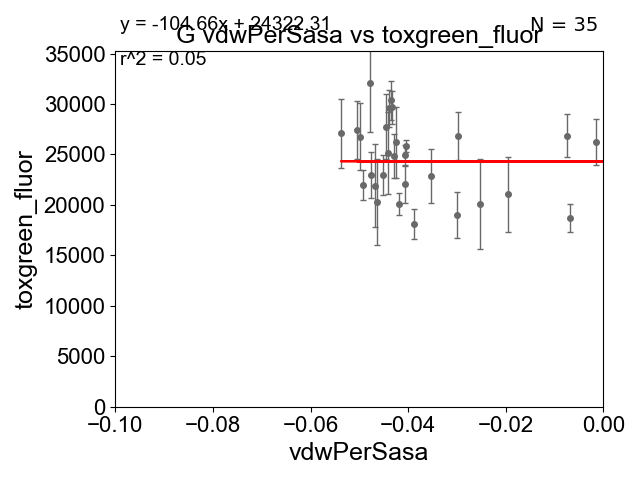 y = -104.66x + 24322.31
N = 35
G vdwPerSasa vs toxgreen_fluor
r^2 = 0.05
35000
30000
25000
20000
15000
10000
5000
0
toxgreen_fluor
−0.10 −0.08 −0.06 −0.04 −0.02 0.00
vdwPerSasa